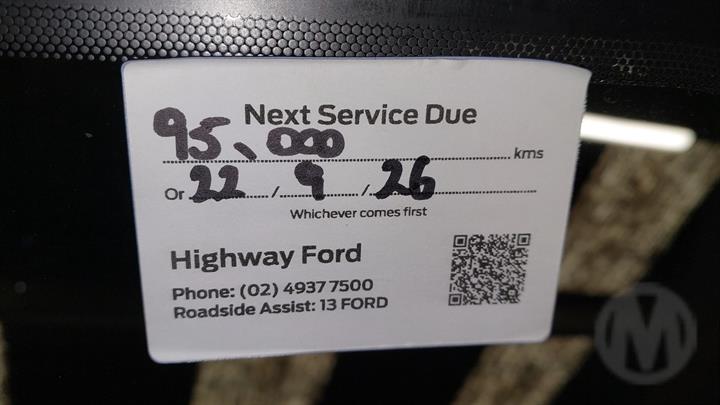 Next Service Due
95,000 kms
Or 22/9/26
Whichever comes first
Highway Ford
Phone: (02) 4937 7500
Roadside Assist: 13 FORD
M